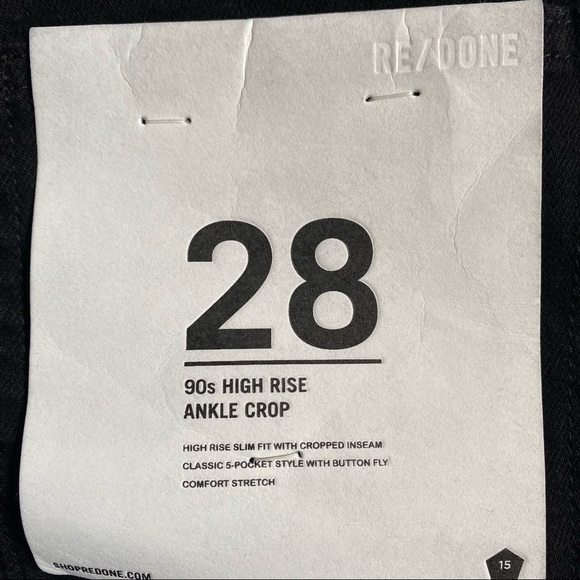 RE/DONE
28
90s HIGH RISE
ANKLE CROP
HIGH RISE SLIM FIT WITH CROPPED INSEAM
CLASSIC 5-POCKET STYLE WITH BUTTON FLY
COMFORT STRETCH
SHOPREDONE.COM
15